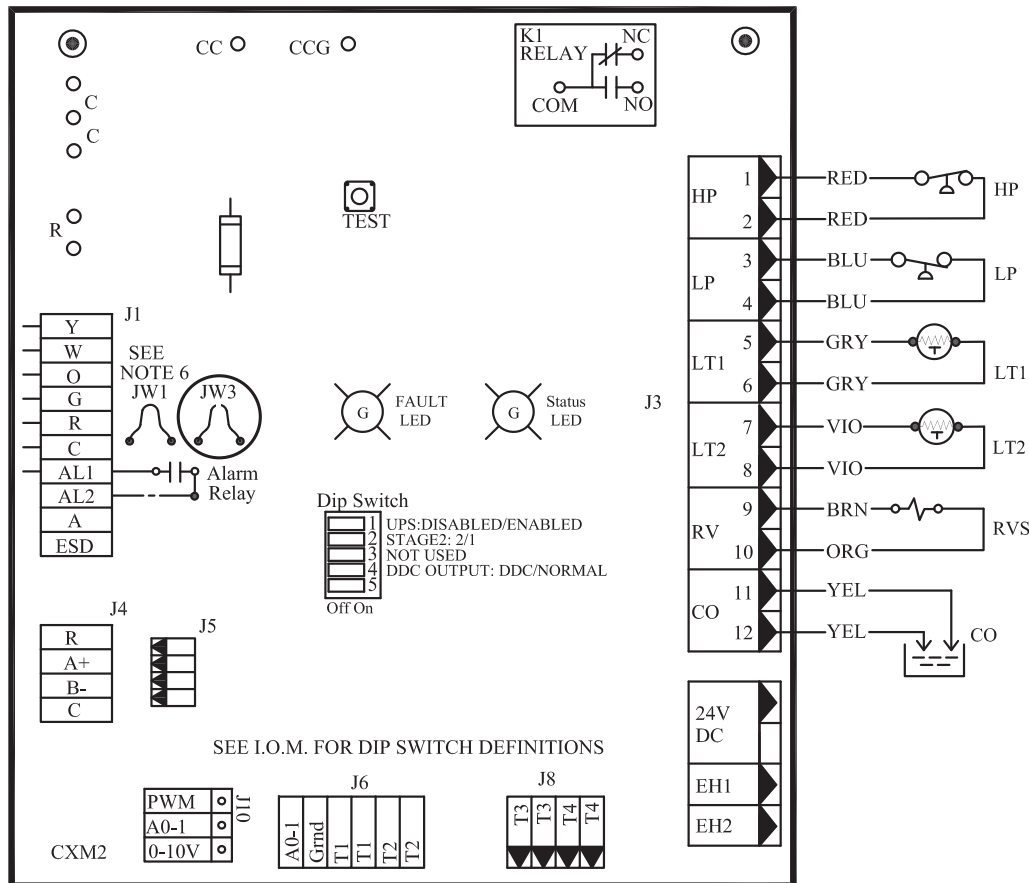 CC
CCG
K1
RELAY
NC
COM
NO
C
C
R
TEST
J1
Y
W
O
G
R
C
AL1
AL2
A
ESD
SEE
NOTE 6
JW1
JW3
Alarm
Relay
G
FAULT
LED
G
Status
LED
Dip Switch
1 UPS:DISABLED/ENABLED
2 STAGE2: 2/1
3 NOT USED
4 DDC OUTPUT: DDC/NORMAL
5
Off On
J3
HP
1
RED
2
RED
HP
LP
3
BLU
4
BLU
LP
LT1
5
GRY
6
GRY
LT1
LT2
7
VIO
8
VIO
LT2
RV
9
BRN
10
ORG
RVS
CO
11
YEL
12
YEL
CO
24V
DC
EH1
EH2
J4
R
A+
B-
C
J5
SEE I.O.M. FOR DIP SWITCH DEFINITIONS
CXM2
J10
PWM
A0-1
0-10V
J6
A0-1
Grnd
T1
T1
T2
T2
J8
T3
T3
T4
T4